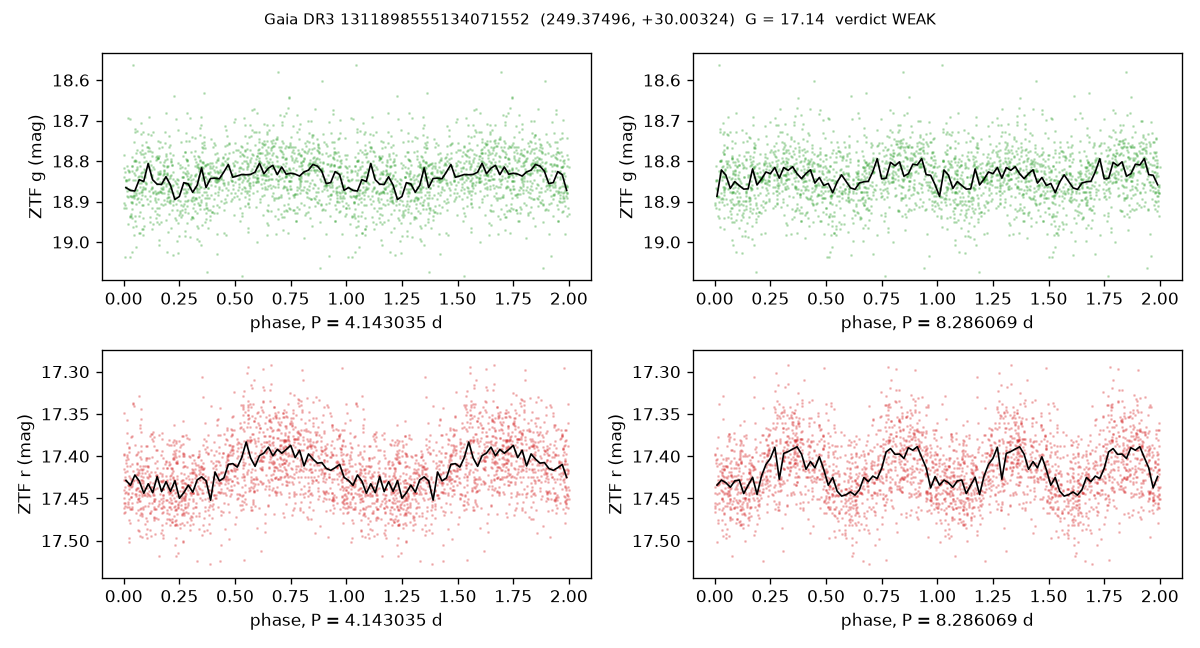 Gaia DR3 1311898555134071552 (249.37496, +30.00324) G = 17.14 verdict WEAK
ZTF g (mag)
18.6
18.7
18.8
18.9
19.0
0.00 0.25 0.50 0.75 1.00 1.25 1.50 1.75 2.00
phase, P = 4.143035 d
ZTF g (mag)
18.6
18.7
18.8
18.9
19.0
0.00 0.25 0.50 0.75 1.00 1.25 1.50 1.75 2.00
phase, P = 8.286069 d
ZTF r (mag)
17.30
17.35
17.40
17.45
17.50
0.00 0.25 0.50 0.75 1.00 1.25 1.50 1.75 2.00
phase, P = 4.143035 d
ZTF r (mag)
17.30
17.35
17.40
17.45
17.50
0.00 0.25 0.50 0.75 1.00 1.25 1.50 1.75 2.00
phase, P = 8.286069 d